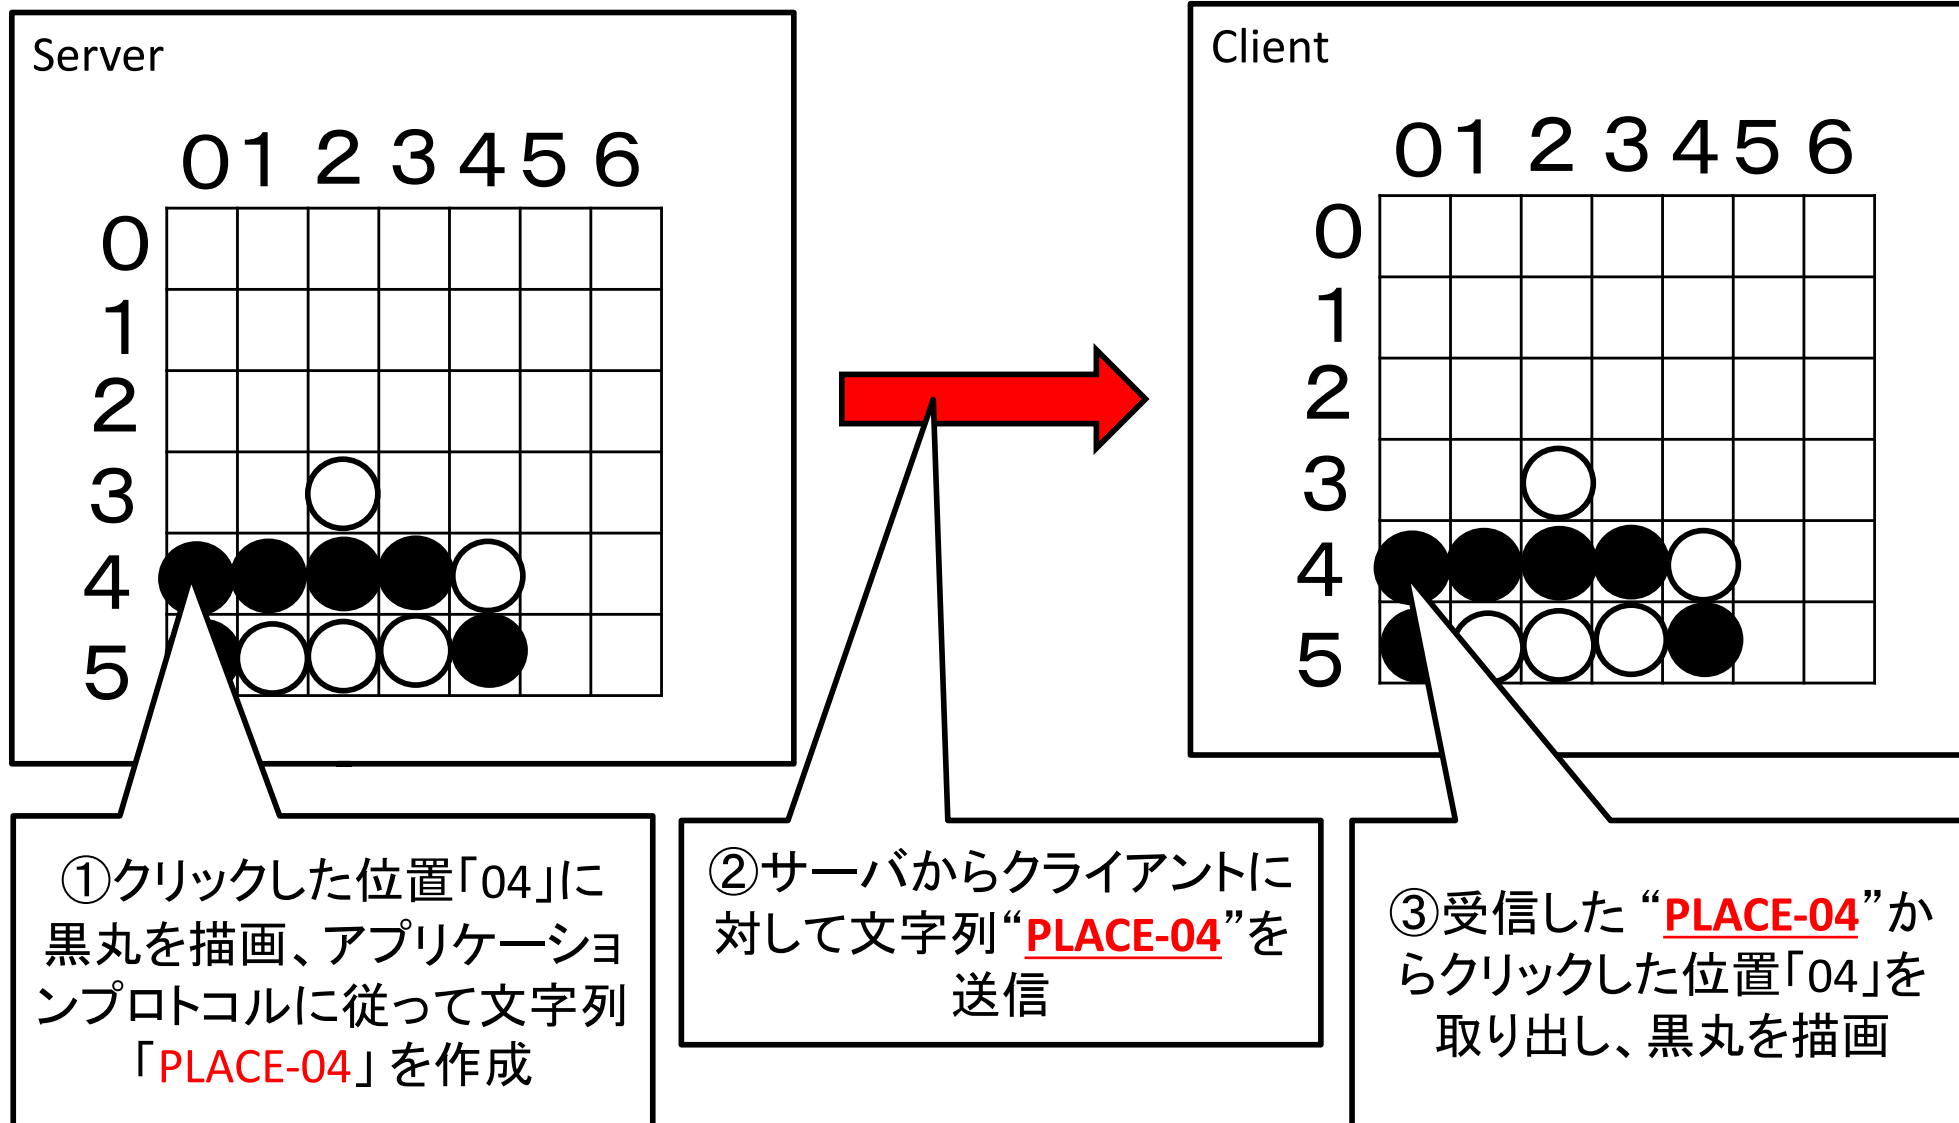 Server
0 1 2 3 4 5 6
0
1
2
3
4
5
Client
0 1 2 3 4 5 6
0
1
2
3
4
5
①クリックした位置「04」に
黒丸を描画、アプリケーショ
ンプロトコルに従って文字列
「PLACE-04」を作成
②サーバからクライアントに
対して文字列“PLACE-04”を
送信
③受信した “PLACE-04”か
らクリックした位置「04」を
取り出し、黒丸を描画